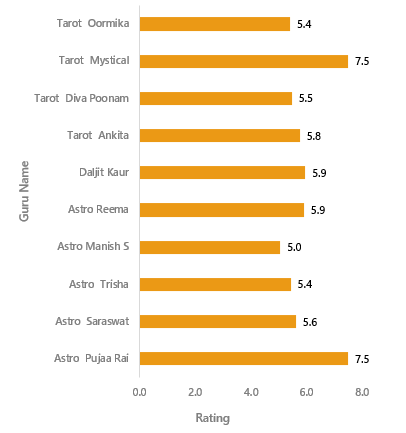 Tarot Oormika 5.4
Tarot Mystical 7.5
Tarot Diva Poonam 5.5
Tarot Ankita 5.8
Daljit Kaur 5.9
Astro Reema 5.9
Astro Manish S 5.0
Astro Trisha 5.4
Astro Saraswat 5.6
Astro Pujaa Rai 7.5
Guru Name
0.0 2.0 4.0 6.0 8.0
Rating